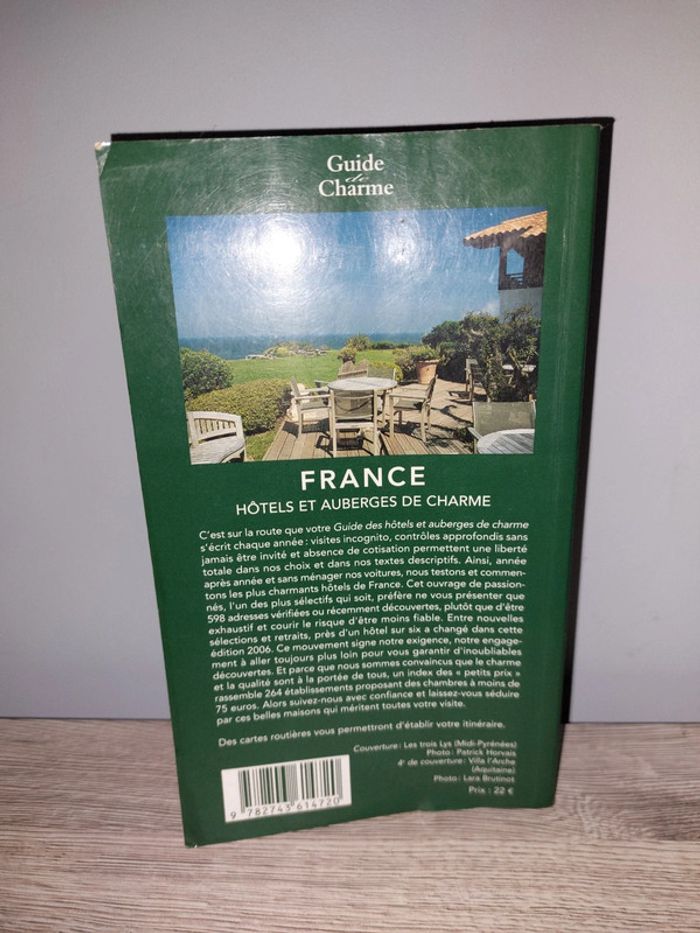 Guide
de
Charme
FRANCE
HÔTELS ET AUBERGES DE CHARME
C'est sur la route que votre Guide des hôtels et auberges de charme
s'écrit chaque année : visites incognito, contrôles approfondis sans
jamais être invité et absence de cotisation permettent une liberté
totale dans nos choix et dans nos textes descriptifs. Ainsi, année
après année et sans ménager nos voitures, nous testons et commen-
tons les plus charmants hôtels de France. Cet ouvrage de passion-
nés, l'un des plus sélectifs qui soit, préfère ne vous présenter que
598 adresses vérifiées ou récemment découvertes, plutôt que d'être
exhaustif et courir le risque d'être moins fiable. Entre nouvelles
sélections et retraits, près d'un hôtel sur six a changé dans cette
édition 2006. Ce mouvement signe notre exigence, notre engage-
ment à aller toujours plus loin pour vous garantir d'inoubliables
découvertes. Et parce que nous sommes convaincus que le charme
et la qualité sont à la portée de tous, un index des « petits prix »
rassemble 264 établissements proposant des chambres à moins de
75 euros. Alors suivez-nous avec confiance et laissez-vous séduire
par ces belles maisons qui méritent toutes votre visite.
Des cartes routières vous permettront d'établir votre itinéraire.
Couverture : Les trois Lys (Midi-Pyrénées)
Photo : Patrick Horvais
4e de couverture : Villa l'Arche
(Aquitaine)
Photo : Lara Brutinot
Prix : 22 €
9 782743 614720